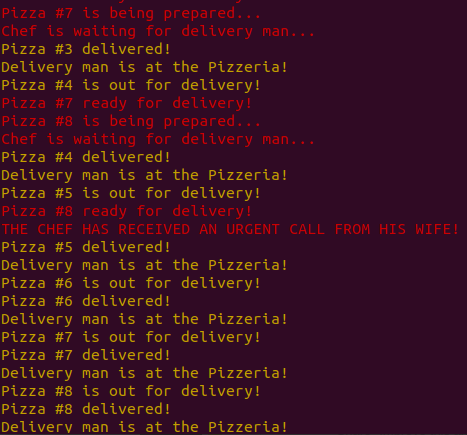 Pizza #7 is being prepared...
Chef is waiting for delivery man...
Pizza #3 delivered!
Delivery man is at the Pizzeria!
Pizza #4 is out for delivery!
Pizza #7 ready for delivery!
Pizza #8 is being prepared...
Chef is waiting for delivery man...
Pizza #4 delivered!
Delivery man is at the Pizzeria!
Pizza #5 is out for delivery!
Pizza #8 ready for delivery!
THE CHEF HAS RECEIVED AN URGENT CALL FROM HIS WIFE!
Pizza #5 delivered!
Delivery man is at the Pizzeria!
Pizza #6 is out for delivery!
Pizza #6 delivered!
Delivery man is at the Pizzeria!
Pizza #7 is out for delivery!
Pizza #7 delivered!
Delivery man is at the Pizzeria!
Pizza #8 is out for delivery!
Pizza #8 delivered!
Delivery man is at the Pizzeria!